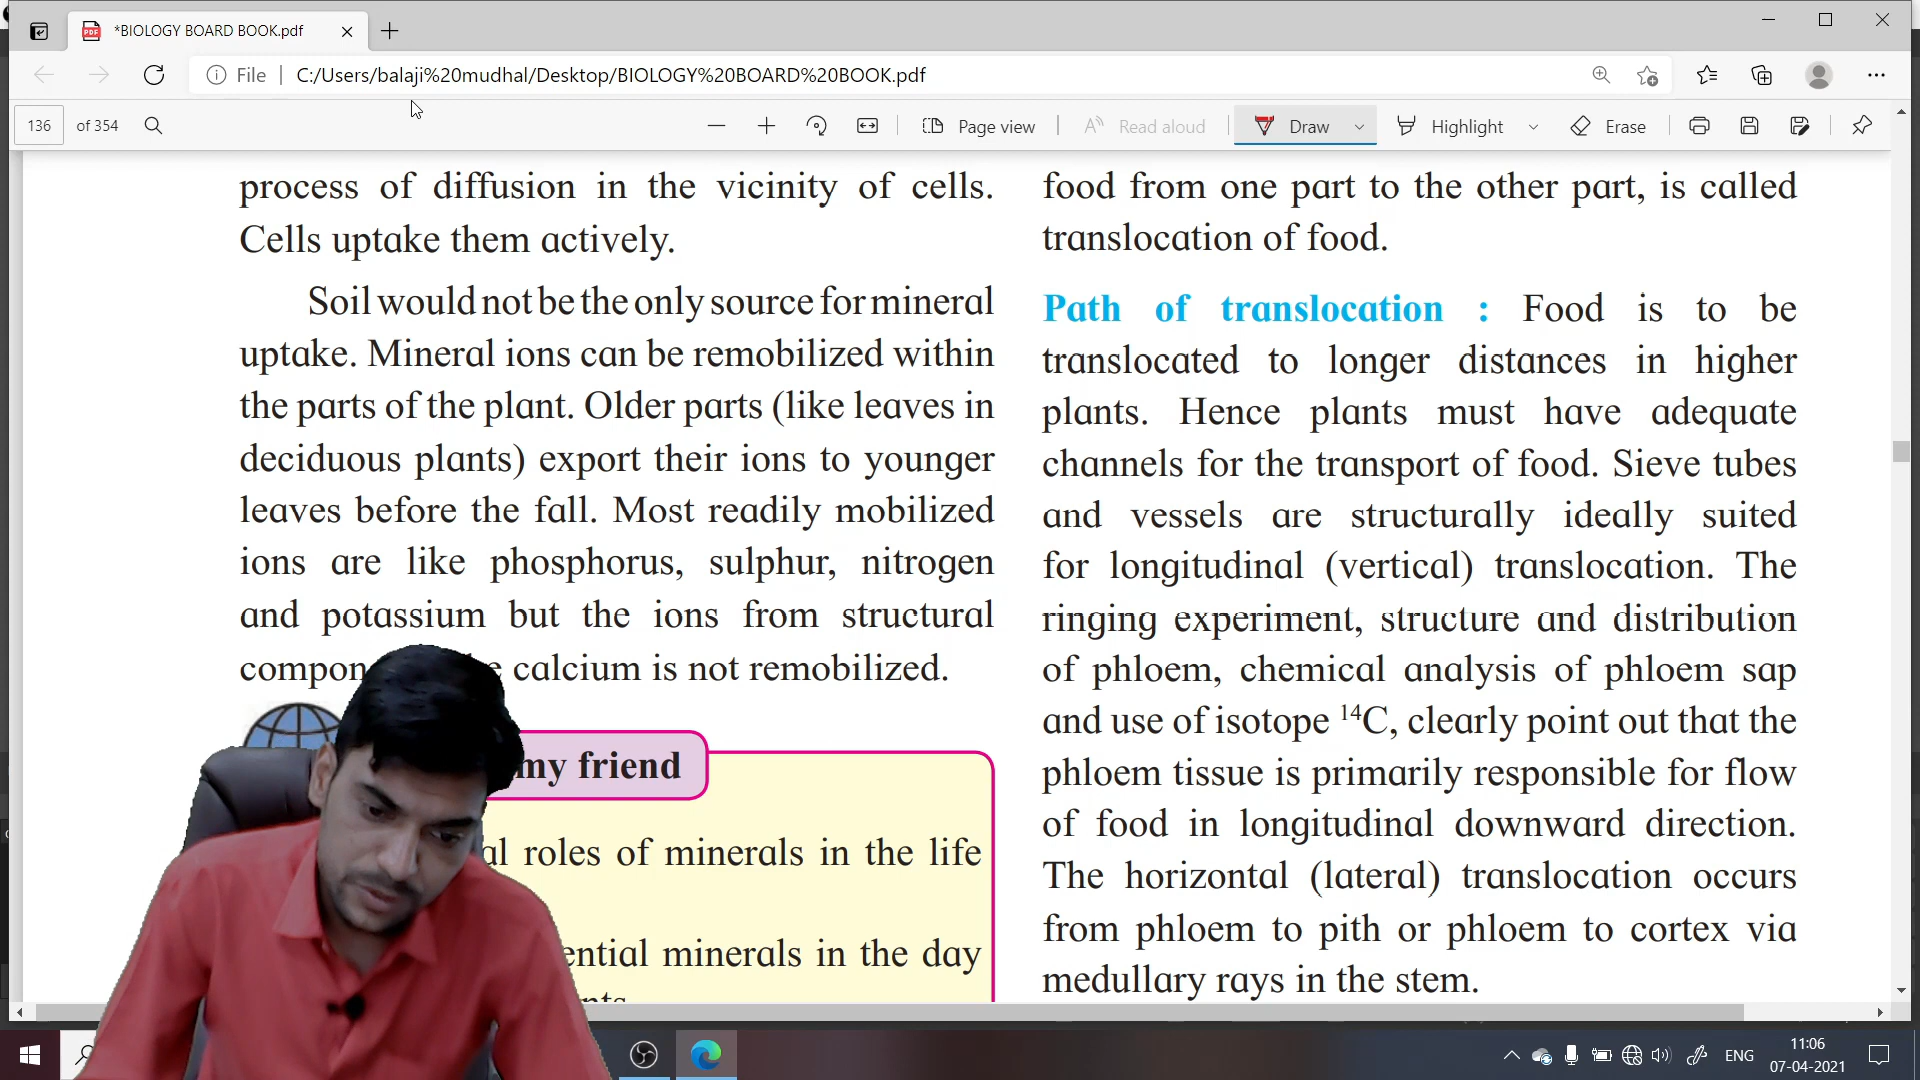 *BIOLOGY BOARD BOOK.pdf
File C:/Users/balaji%20mudhal/Desktop/BIOLOGY%20BOARD%20BOOK.pdf
136 of 354 Page view Read aloud Draw Highlight Erase
process of diffusion in the vicinity of cells.
Cells uptake them actively.
Soil would not be the only source for mineral
uptake. Mineral ions can be remobilized within
the parts of the plant. Older parts (like leaves in
deciduous plants) export their ions to younger
leaves before the fall. Most readily mobilized
ions are like phosphorus, sulphur, nitrogen
and potassium but the ions from structural
calcium is not remobilized.
my friend
roles of minerals in the life
minerals in the day
food from one part to the other part, is called
translocation of food.
Path of translocation : Food is to be
translocated to longer distances in higher
plants. Hence plants must have adequate
channels for the transport of food. Sieve tubes
and vessels are structurally ideally suited
for longitudinal (vertical) translocation. The
ringing experiment, structure and distribution
of phloem, chemical analysis of phloem sap
and use of isotope ¹⁴C, clearly point out that the
phloem tissue is primarily responsible for flow
of food in longitudinal downward direction.
The horizontal (lateral) translocation occurs
from phloem to pith or phloem to cortex via
medullary rays in the stem.
ENG
11:06
07-04-2021